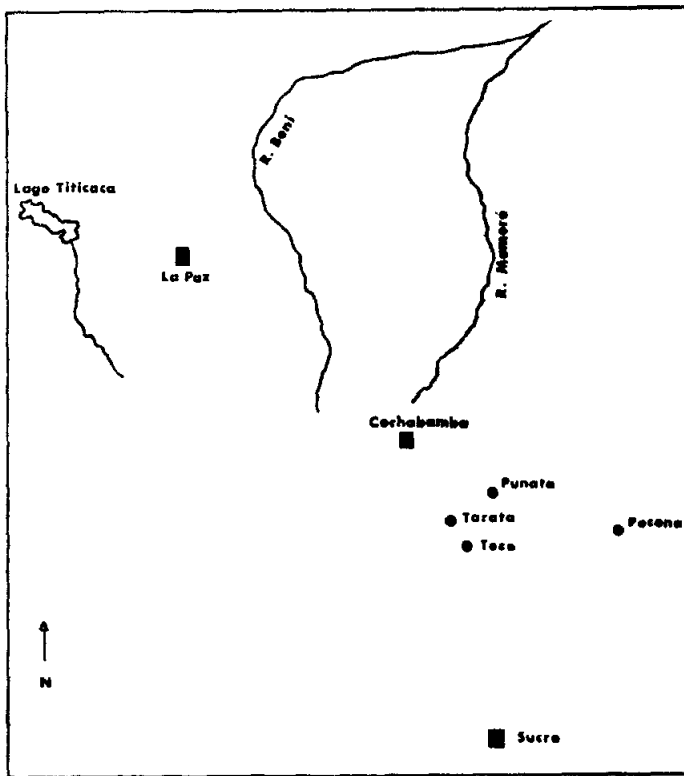 R. Beni
Lago Titicaca
R. Mamoré
La Paz
Cochabamba
Punata
Tarata
Pocona
Toco
N
Sucre